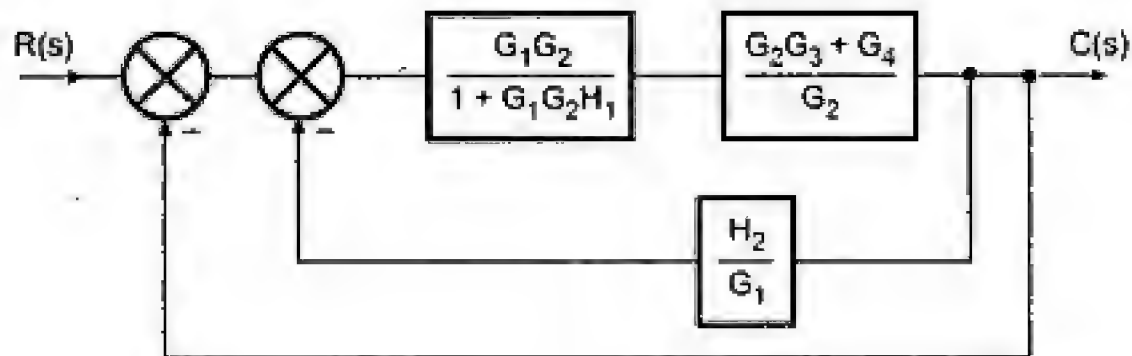 R(s)
G₁G₂
1 + G₁G₂H₁
G₂G₃ + G₄
G₂
C(s)
–
–
H₂
G₁